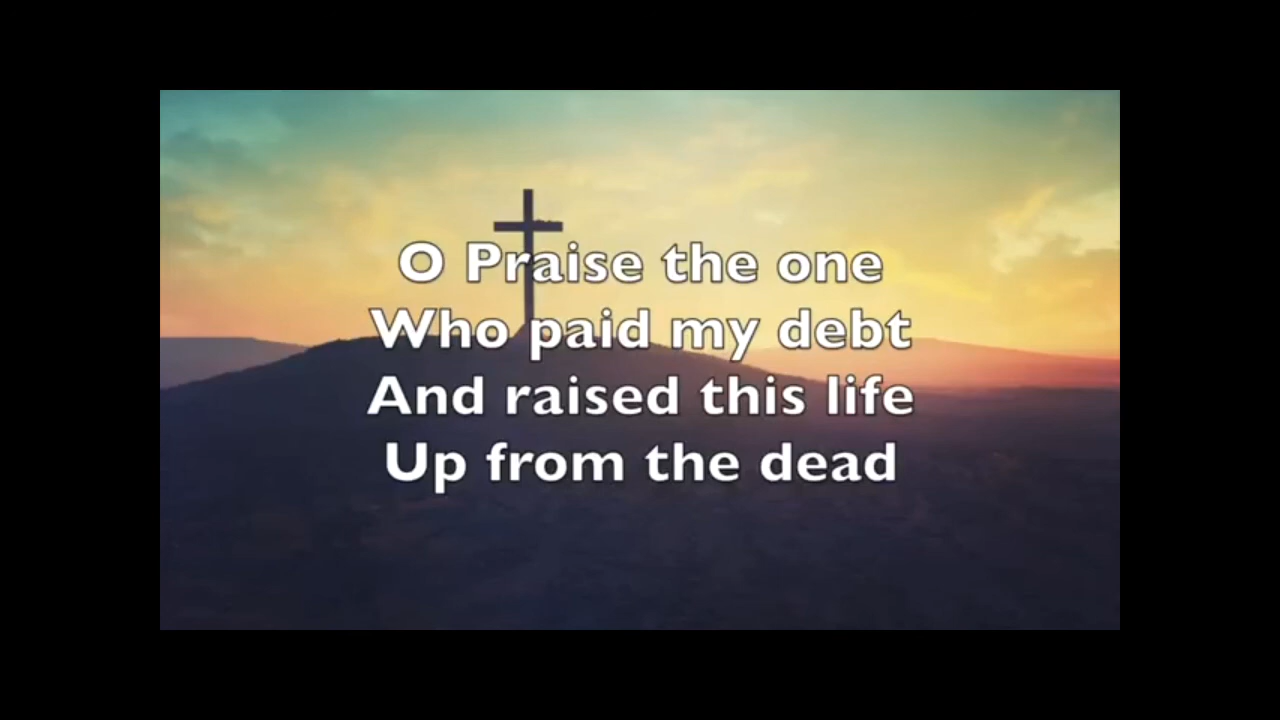 O Praise the one
Who paid my debt
And raised this life
Up from the dead